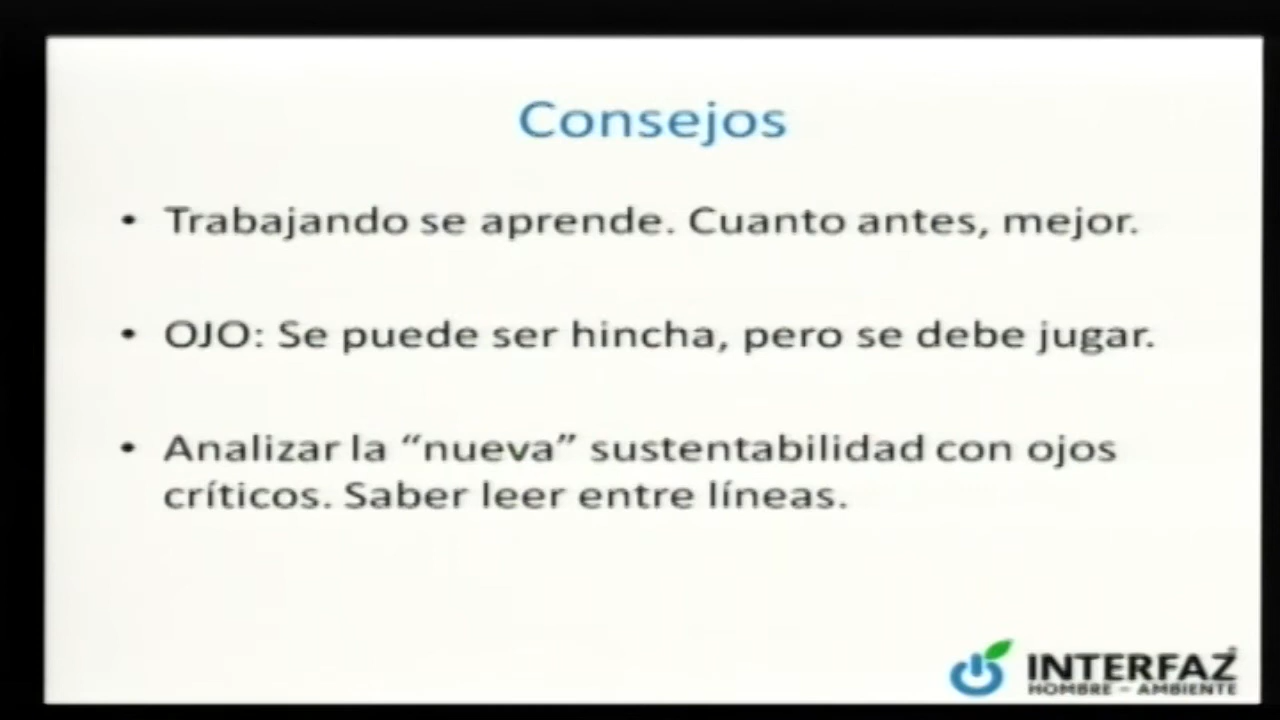 Consejos
• Trabajando se aprende. Cuanto antes, mejor.
• OJO: Se puede ser hincha, pero se debe jugar.
• Analizar la “nueva” sustentabilidad con ojos
críticos. Saber leer entre líneas.
INTERFAZ
HOMBRE – AMBIENTE